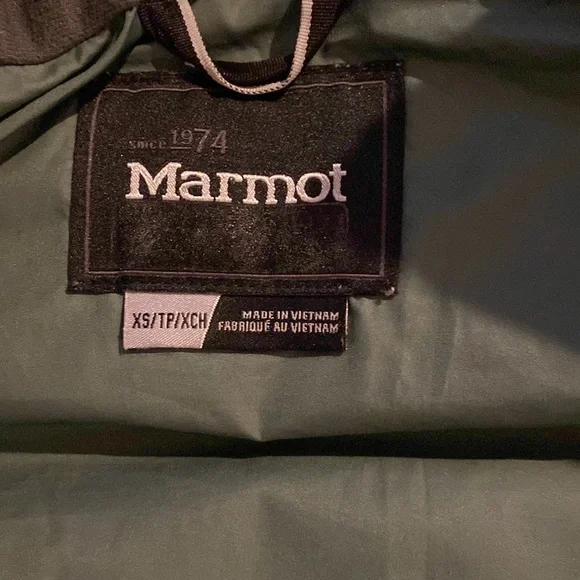 since 1974
Marmot
XS/TP/XCH
MADE IN VIETNAM
FABRIQUÉ AU VIETNAM